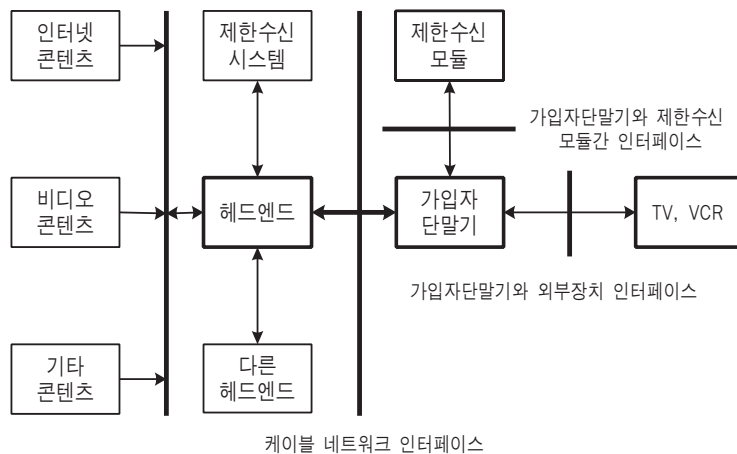 인터넷
콘텐츠
제한수신
시스템
제한수신
모듈
가입자단말기와 제한수신
모듈간 인터페이스
비디오
콘텐츠
헤드엔드
가입자
단말기
TV, VCR
가입자단말기와 외부장치 인터페이스
기타
콘텐츠
다른
헤드엔드
케이블 네트워크 인터페이스